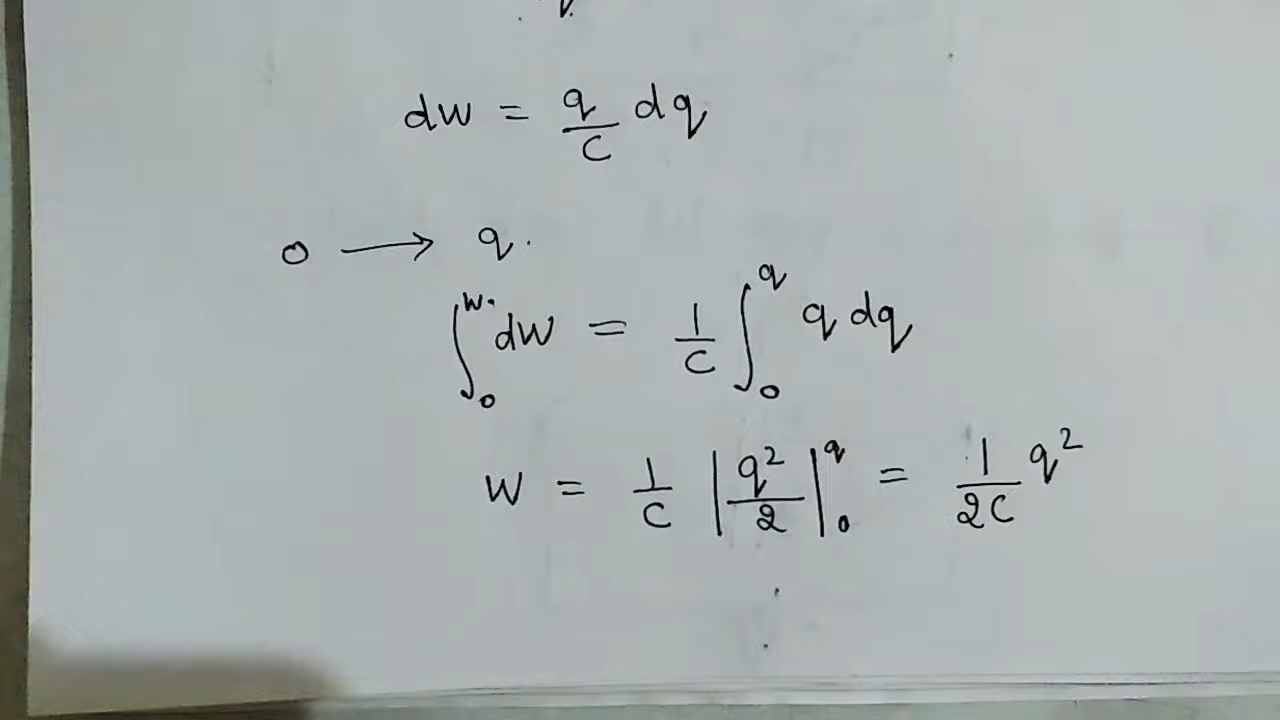 dw = q/c dq
0 ⟶ q.
∫₀^w. dw = 1/c ∫₀^q q dq
W = 1/c |q²/2|₀^q = 1/2c q²